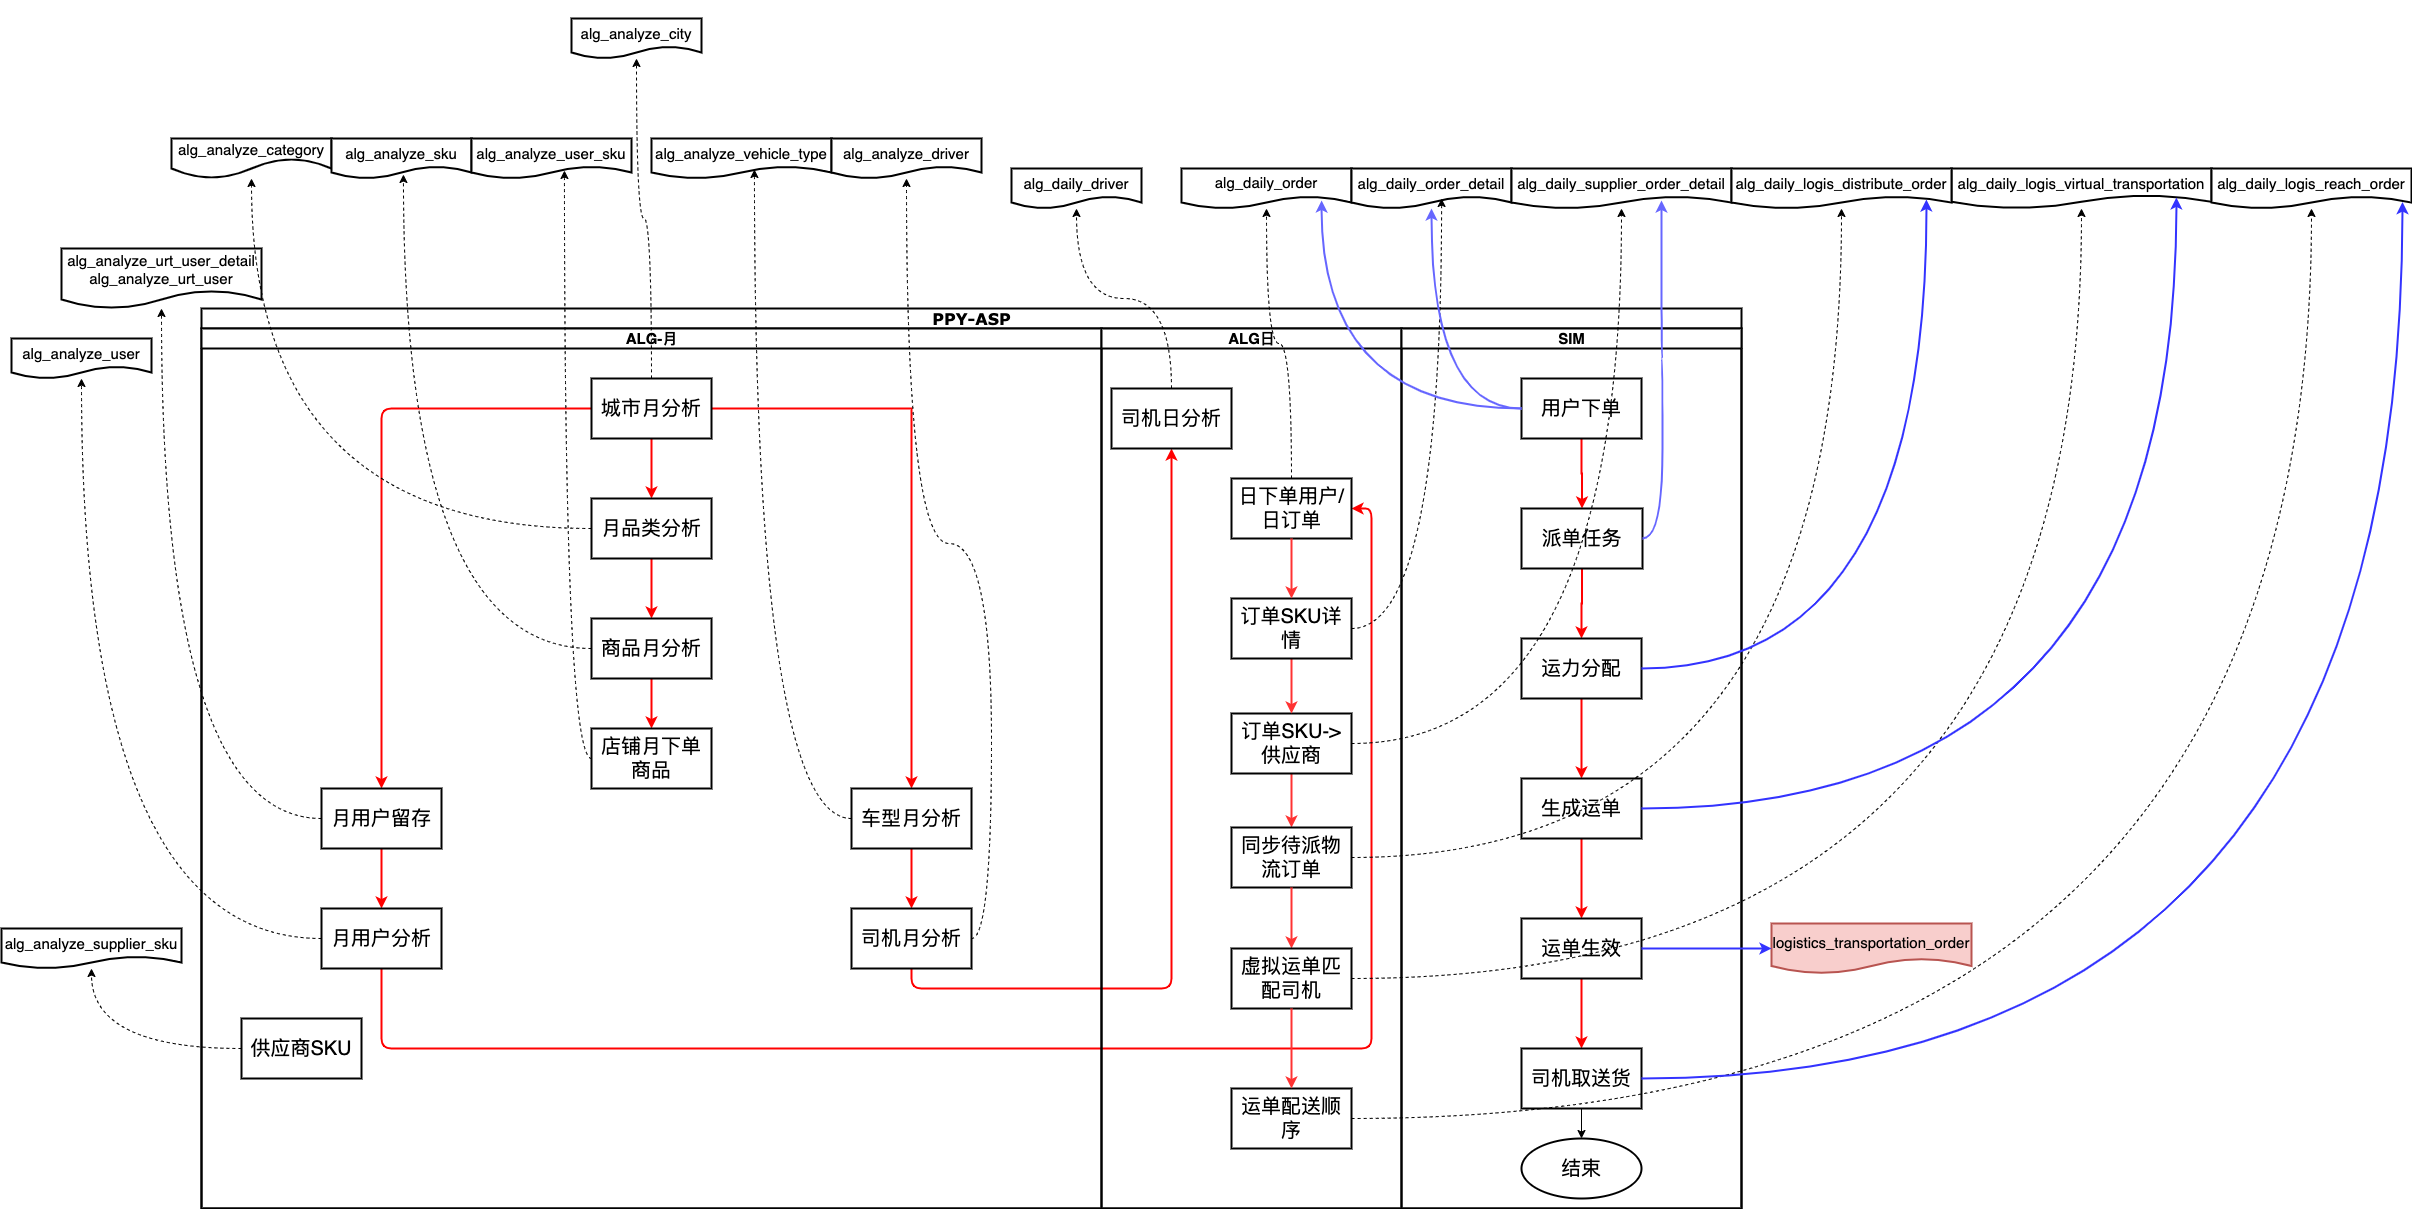 alg_analyze_city
alg_analyze_category
alg_analyze_sku
alg_analyze_user_sku
alg_analyze_vehicle_type
alg_analyze_driver
alg_daily_driver
alg_daily_order
alg_daily_order_detail
alg_daily_supplier_order_detail
alg_daily_logis_distribute_order
alg_daily_logis_virtual_transportation
alg_daily_logis_reach_order
alg_analyze_urt_user_detail
alg_analyze_urt_user
alg_analyze_user
PPY-ASP
ALG-月
ALG日
SIM
城市月分析
月品类分析
商品月分析
店铺月下单
商品
月用户留存
月用户分析
车型月分析
司机月分析
alg_analyze_supplier_sku
供应商SKU
司机日分析
日下单用户/
日订单
订单SKU详
情
订单SKU->
供应商
同步待派物
流订单
虚拟运单匹
配司机
运单配送顺
序
用户下单
派单任务
运力分配
生成运单
运单生效
logistics_transportation_order
司机取送货
结束